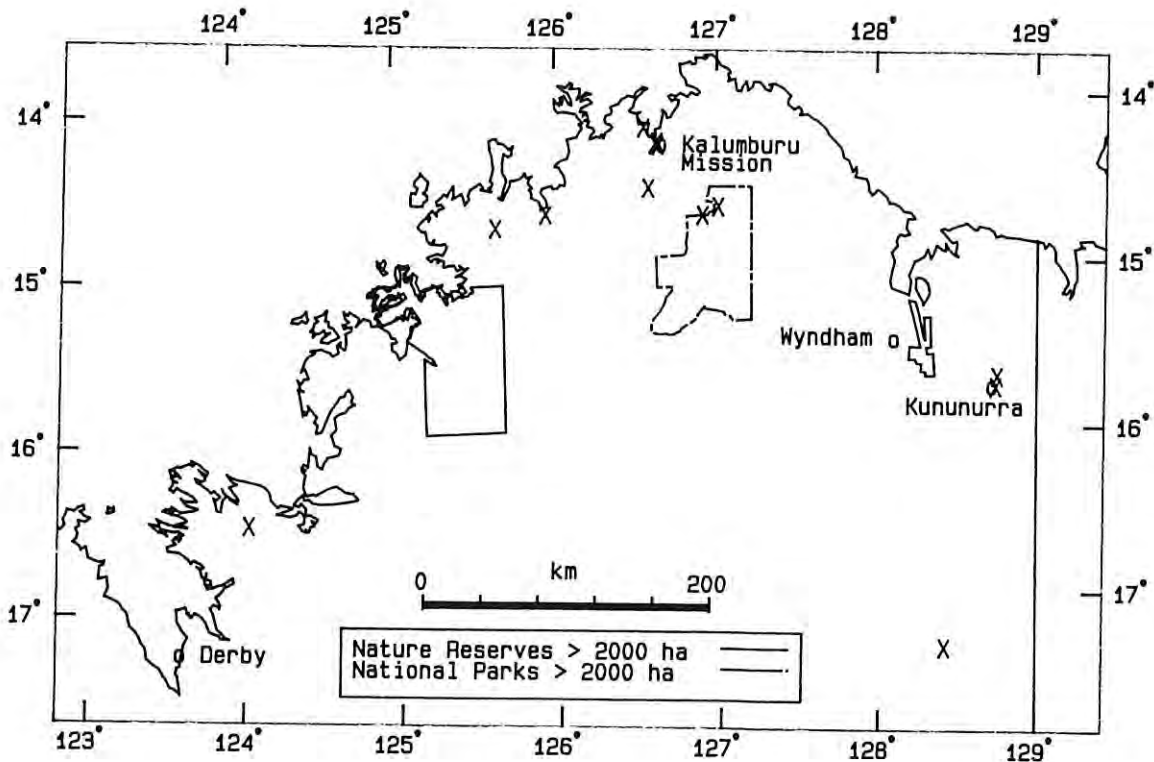 124° 125° 126° 127° 128° 129°
14° 14°
Kalumburu
Mission
X X X X X X
15° 15°
Wyndham o
Kununurra
16° 16°
X
km
0 200
17° 17°
X
o Derby
Nature Reserves > 2000 ha
National Parks > 2000 ha
123° 124° 125° 126° 127° 128° 129°